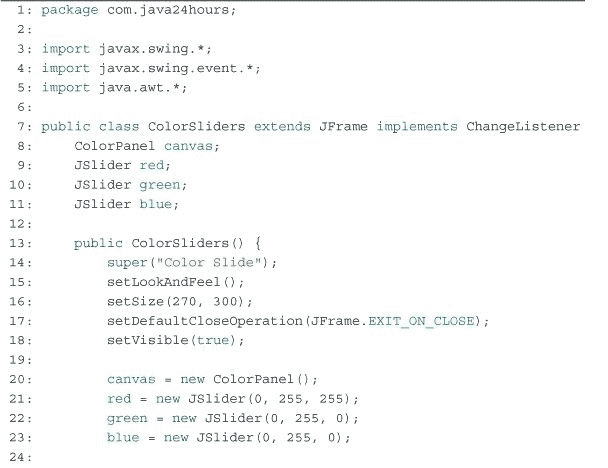 1: package com.java24hours;
2:
3: import javax.swing.*;
4: import javax.swing.event.*;
5: import java.awt.*;
6:
7: public class ColorSliders extends JFrame implements ChangeListener
8:     ColorPanel canvas;
9:     JSlider red;
10:     JSlider green;
11:     JSlider blue;
12:
13:     public ColorSliders() {
14:         super("Color Slide");
15:         setLookAndFeel();
16:         setSize(270, 300);
17:         setDefaultCloseOperation(JFrame.EXIT_ON_CLOSE);
18:         setVisible(true);
19:
20:         canvas = new ColorPanel();
21:         red = new JSlider(0, 255, 255);
22:         green = new JSlider(0, 255, 0);
23:         blue = new JSlider(0, 255, 0);
24: